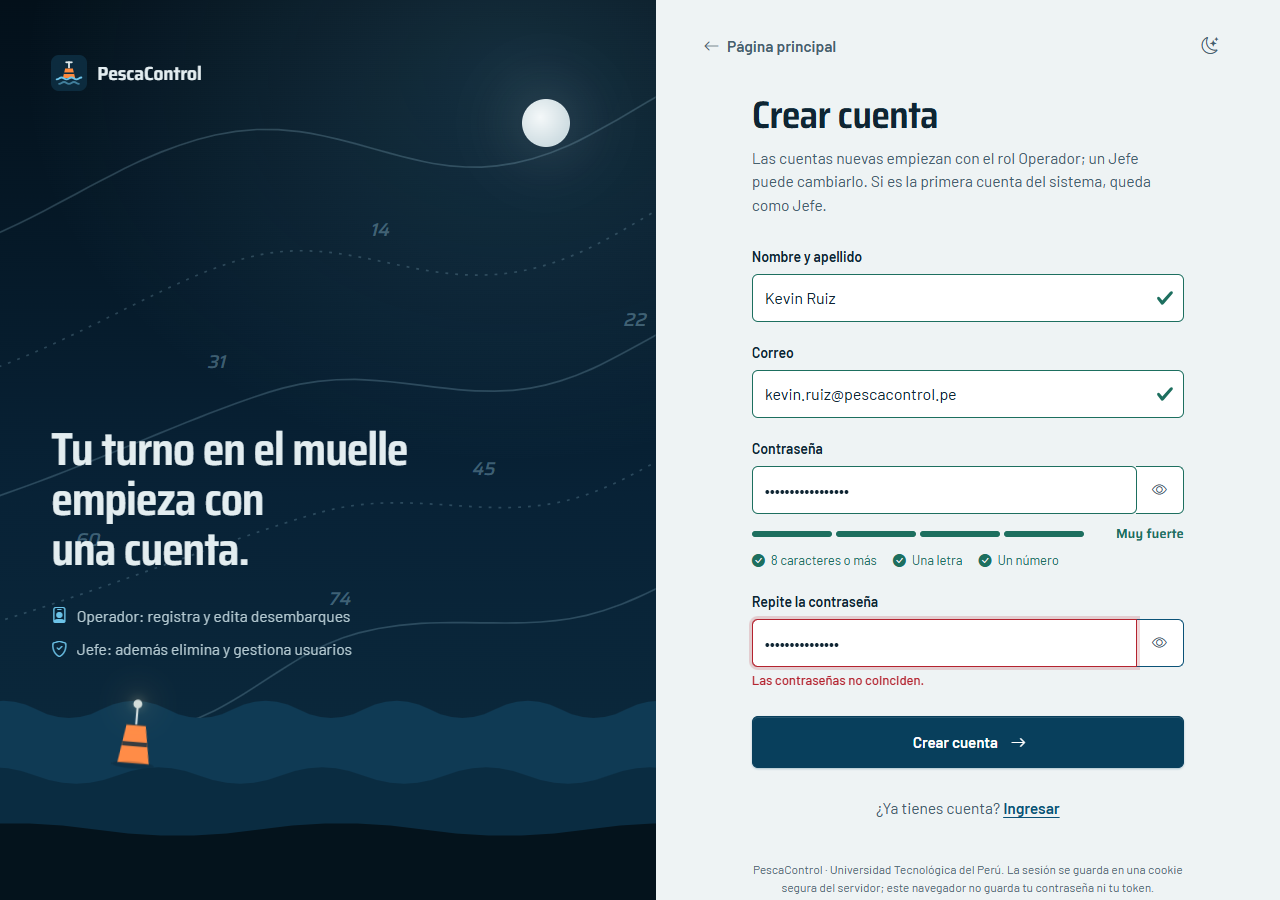 PescaControl
14
22
31
45
60
74
Tu turno en el muelle
empieza con
una cuenta.
Operador: registra y edita desembarques
Jefe: además elimina y gestiona usuarios
Página principal
Crear cuenta
Las cuentas nuevas empiezan con el rol Operador; un Jefe
puede cambiarlo. Si es la primera cuenta del sistema, queda
como Jefe.
Nombre y apellido
Kevin Ruiz
Correo
kevin.ruiz@pescacontrol.pe
Contraseña
••••••••••••••••
Muy fuerte
8 caracteres o más
Una letra
Un número
Repite la contraseña
••••••••••••••
Las contraseñas no coinciden.
Crear cuenta
¿Ya tienes cuenta? Ingresar
PescaControl · Universidad Tecnológica del Perú. La sesión se guarda en una cookie
segura del servidor; este navegador no guarda tu contraseña ni tu token.